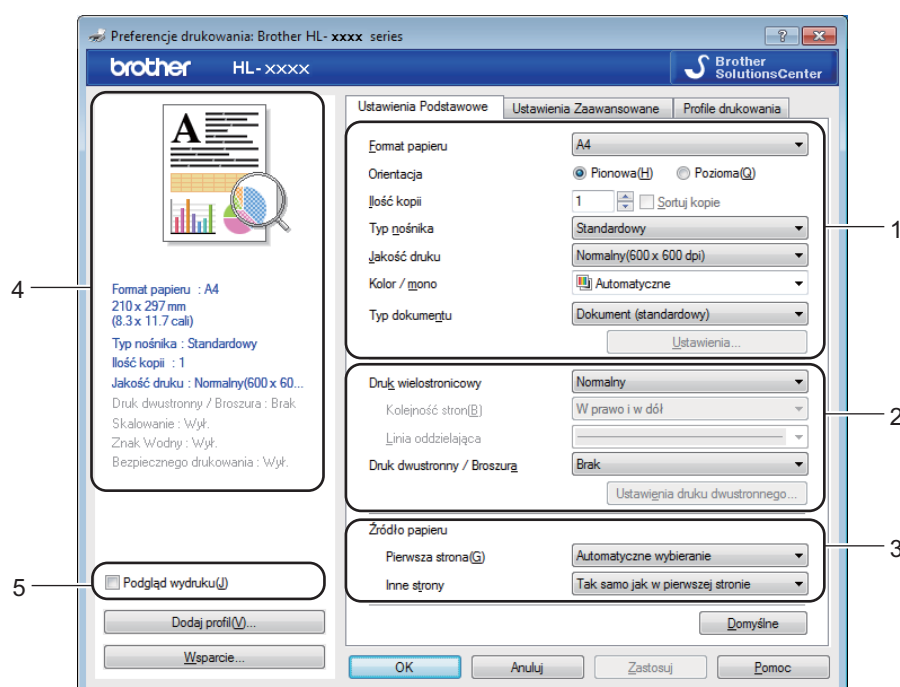 Preferencje drukowania: Brother HL- xxxx series
brother HL-xxxx
Brother
SolutionsCenter
Ustawienia Podstawowe Ustawienia Zaawansowane Profile drukowania
A
Format papieru : A4
210 x 297 mm
(8.3 x 11.7 cali)
Typ nośnika : Standardowy
Ilość kopii : 1
Jakość druku : Normalny(600 x 60...
Druk dwustronny / Broszura : Brak
Skalowanie : Wył.
Znak Wodny : Wył.
Bezpiecznego drukowania : Wył.
4
Podgląd wydruku(J)
5
Dodaj profil(V)...
Wsparcie...
Format papieru A4
Orientacja Pionowa(H) Pozioma(Q)
Ilość kopii 1 Sortuj kopie
Typ nośnika Standardowy
1
Jakość druku Normalny(600 x 600 dpi)
Kolor / mono Automatyczne
Typ dokumentu Dokument (standardowy)
Ustawienia...
Druk wielostronicowy Normalny
Kolejność stron(B) W prawo i w dół
2
Linia oddzielająca
Druk dwustronny / Broszura Brak
Ustawienia druku dwustronnego...
Źródło papieru
3
Pierwsza strona(G) Automatyczne wybieranie
Inne strony Tak samo jak w pierwszej stronie
Domyślne
OK Anuluj Zastosuj Pomoc